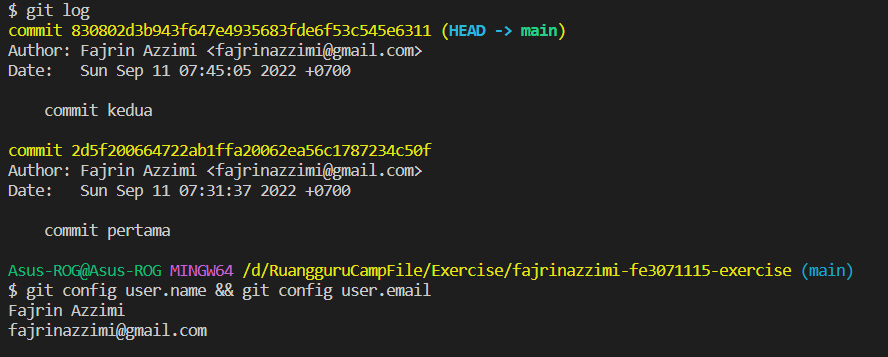 $ git log
commit 830802d3b943f647e4935683fde6f53c545e6311 (HEAD -> main)
Author: Fajrin Azzimi <fajrinazzimi@gmail.com>
Date:   Sun Sep 11 07:45:05 2022 +0700
commit kedua
commit 2d5f200664722ab1ffa20062ea56c1787234c50f
Author: Fajrin Azzimi <fajrinazzimi@gmail.com>
Date:   Sun Sep 11 07:31:37 2022 +0700
commit pertama
Asus-ROG@Asus-ROG MINGW64 /d/RuangguruCampFile/Exercise/fajrinazzimi-fe3071115-exercise (main)
$ git config user.name && git config user.email
Fajrin Azzimi
fajrinazzimi@gmail.com